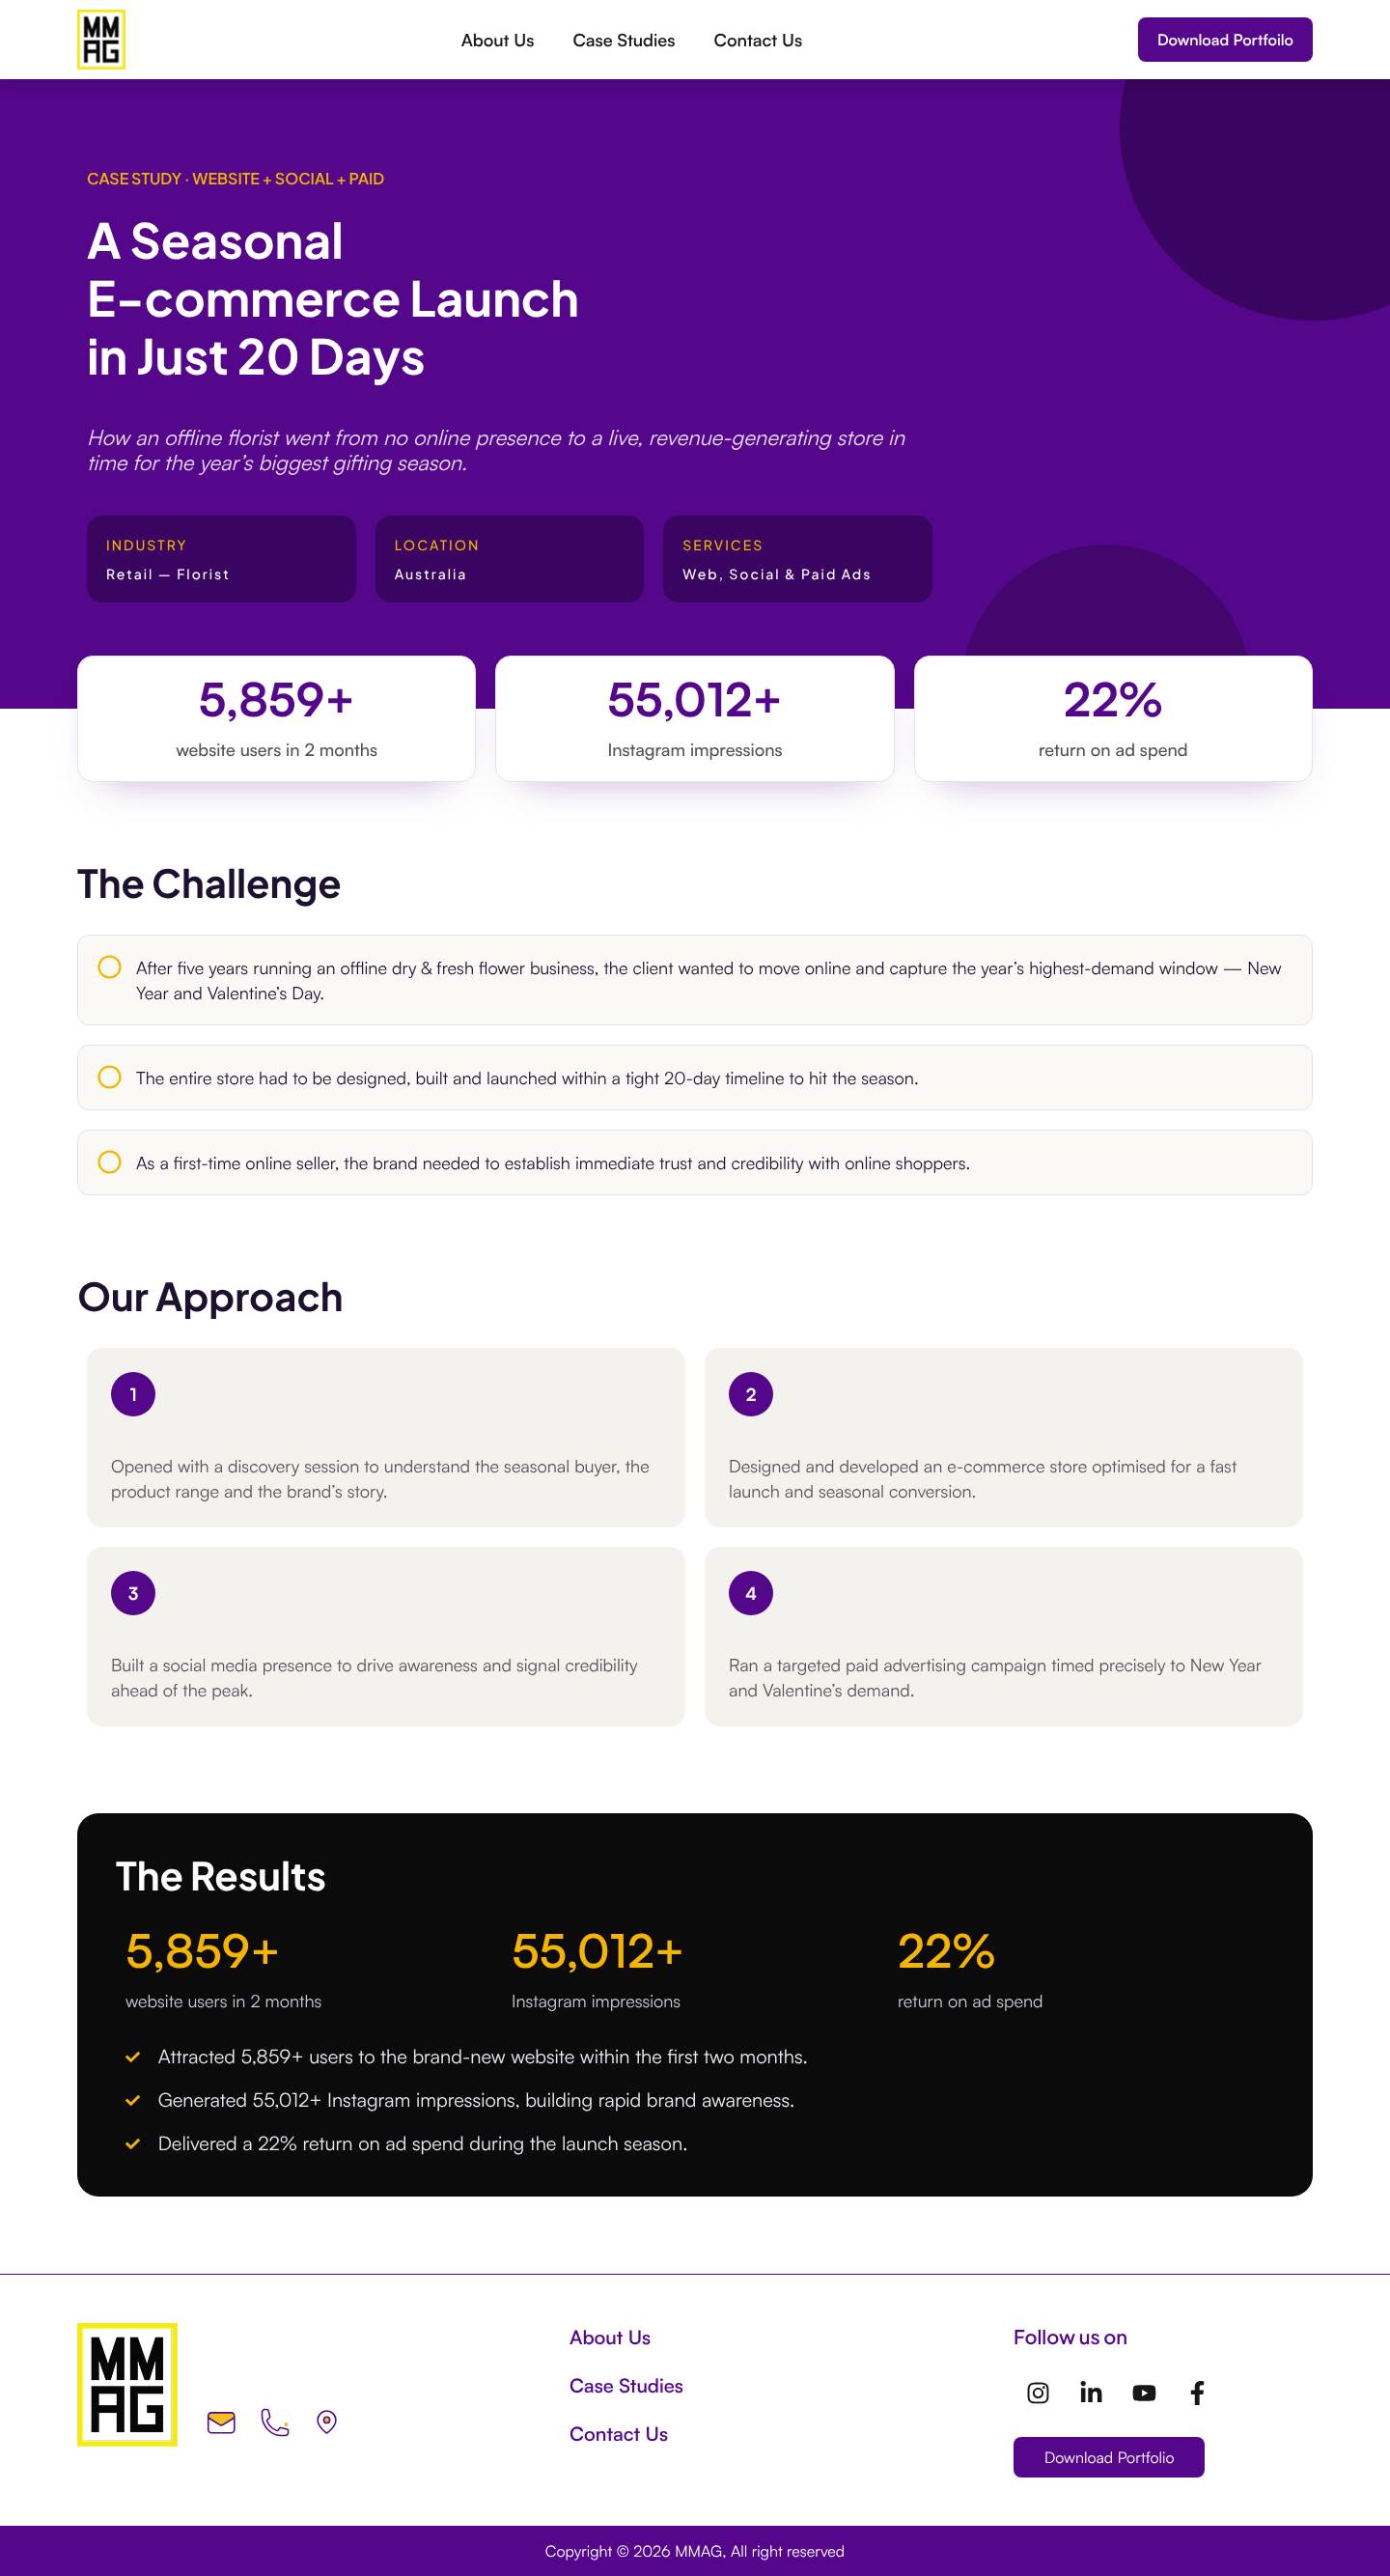 MM
AG
About Us
Case Studies
Contact Us
Download Portfoilo
CASE STUDY · WEBSITE + SOCIAL + PAID
A Seasonal
E-commerce Launch
in Just 20 Days
How an offline florist went from no online presence to a live, revenue-generating store in
time for the year’s biggest gifting season.
INDUSTRY
Retail — Florist
LOCATION
Australia
SERVICES
Web, Social & Paid Ads
5,859+
website users in 2 months
55,012+
Instagram impressions
22%
return on ad spend
The Challenge
After five years running an offline dry & fresh flower business, the client wanted to move online and capture the year’s highest-demand window — New
Year and Valentine’s Day.
The entire store had to be designed, built and launched within a tight 20-day timeline to hit the season.
As a first-time online seller, the brand needed to establish immediate trust and credibility with online shoppers.
Our Approach
1
Opened with a discovery session to understand the seasonal buyer, the
product range and the brand’s story.
2
Designed and developed an e-commerce store optimised for a fast
launch and seasonal conversion.
3
Built a social media presence to drive awareness and signal credibility
ahead of the peak.
4
Ran a targeted paid advertising campaign timed precisely to New Year
and Valentine’s demand.
The Results
5,859+
website users in 2 months
55,012+
Instagram impressions
22%
return on ad spend
Attracted 5,859+ users to the brand-new website within the first two months.
Generated 55,012+ Instagram impressions, building rapid brand awareness.
Delivered a 22% return on ad spend during the launch season.
MM
AG
About Us
Case Studies
Contact Us
Follow us on
Download Portfolio
Copyright © 2026 MMAG, All right reserved